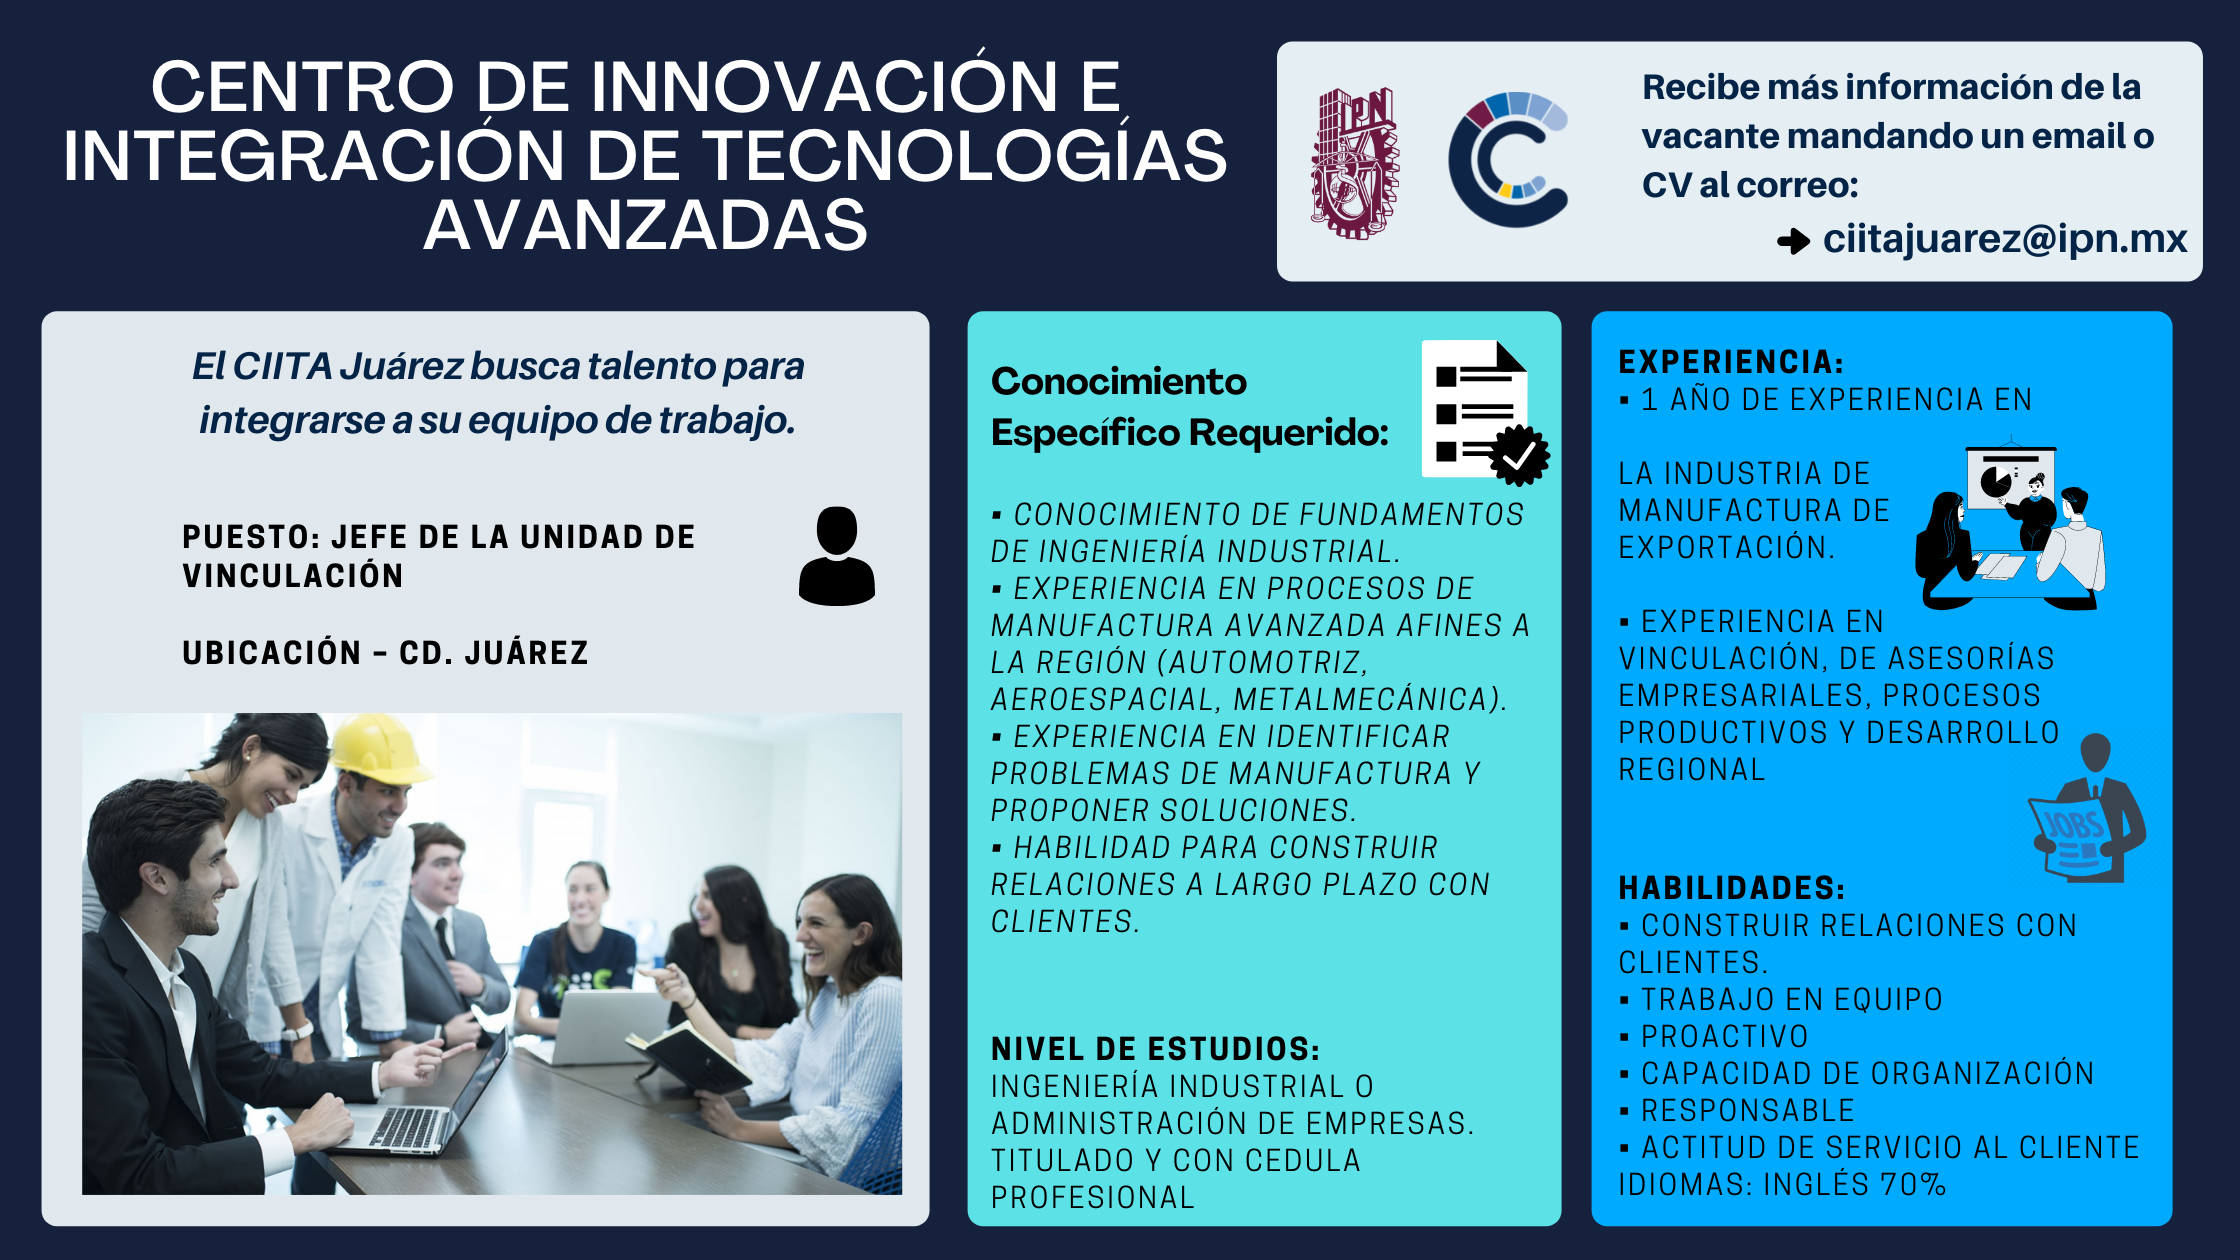 CENTRO DE INNOVACIÓN E
INTEGRACIÓN DE TECNOLOGÍAS
AVANZADAS
IPN
Recibe más información de la
vacante mandando un email o
CV al correo:
ciitajuarez@ipn.mx
El CIITA Juárez busca talento para
integrarse a su equipo de trabajo.
PUESTO: JEFE DE LA UNIDAD DE
VINCULACIÓN
UBICACIÓN – CD. JUÁREZ
Conocimiento
Específico Requerido:
▪ CONOCIMIENTO DE FUNDAMENTOS
DE INGENIERÍA INDUSTRIAL.
▪ EXPERIENCIA EN PROCESOS DE
MANUFACTURA AVANZADA AFINES A
LA REGIÓN (AUTOMOTRIZ,
AEROESPACIAL, METALMECÁNICA).
▪ EXPERIENCIA EN IDENTIFICAR
PROBLEMAS DE MANUFACTURA Y
PROPONER SOLUCIONES.
▪ HABILIDAD PARA CONSTRUIR
RELACIONES A LARGO PLAZO CON
CLIENTES.
NIVEL DE ESTUDIOS:
INGENIERÍA INDUSTRIAL O
ADMINISTRACIÓN DE EMPRESAS.
TITULADO Y CON CEDULA
PROFESIONAL
EXPERIENCIA:
▪ 1 AÑO DE EXPERIENCIA EN
LA INDUSTRIA DE
MANUFACTURA DE
EXPORTACIÓN.
▪ EXPERIENCIA EN
VINCULACIÓN, DE ASESORÍAS
EMPRESARIALES, PROCESOS
PRODUCTIVOS Y DESARROLLO
REGIONAL
JOBS
HABILIDADES:
▪ CONSTRUIR RELACIONES CON
CLIENTES.
▪ TRABAJO EN EQUIPO
▪ PROACTIVO
▪ CAPACIDAD DE ORGANIZACIÓN
▪ RESPONSABLE
▪ ACTITUD DE SERVICIO AL CLIENTE
IDIOMAS: INGLÉS 70%